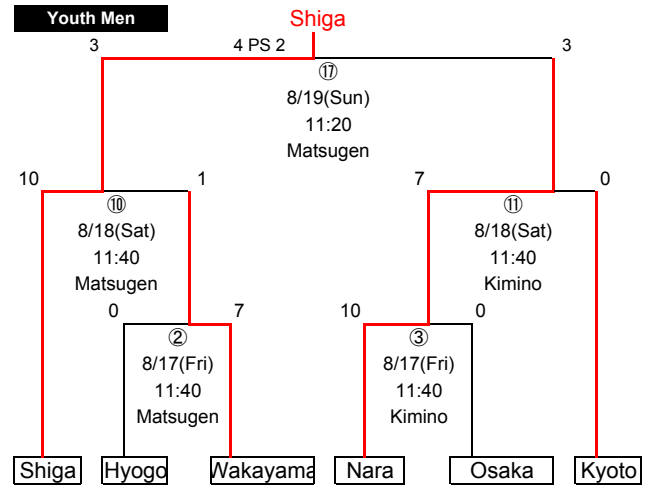 Youth Men
Shiga
3 4 PS 2 3
⑰
8/19(Sun)
11:20
Matsugen
10 1 7 0
⑩ ⑪
8/18(Sat) 8/18(Sat)
11:40 11:40
Matsugen Kimino
0 7 10 0
② ③
8/17(Fri) 8/17(Fri)
11:40 11:40
Matsugen Kimino
Shiga Hyogo Wakayama Nara Osaka Kyoto